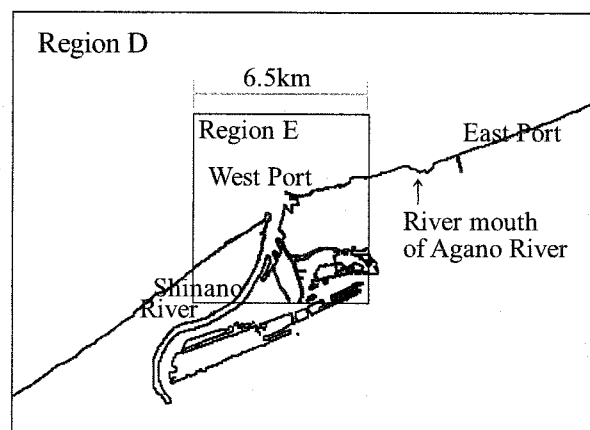 Region D
6.5km
Region E
East Port
West Port
River mouth
of Agano River
Shinano
River